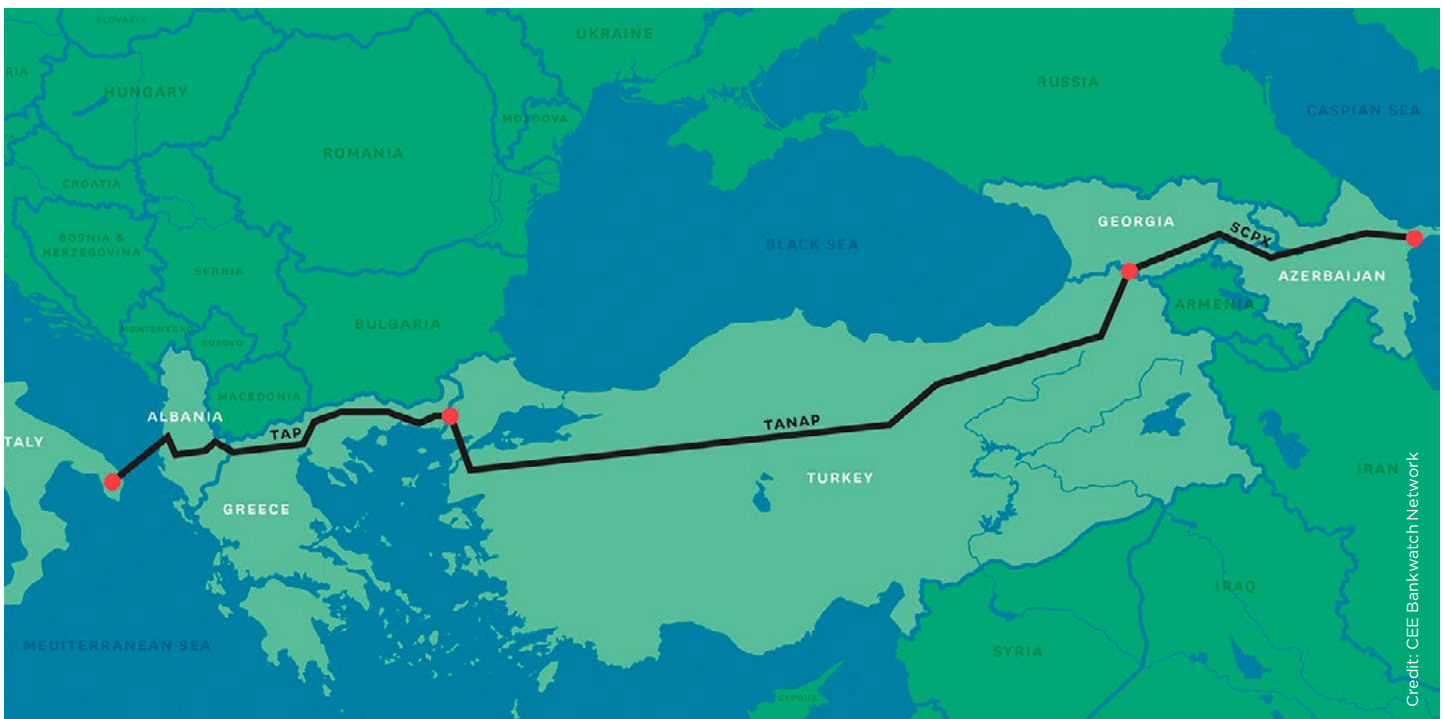 SLOVAKIA
UKRAINE
RIA
HUNGARY
RUSSIA
CASPIAN SEA
MOLDOVA
ROMANIA
CROATIA
BOSNIA &
HERZEGOVINA
SERBIA
GEORGIA
SCPX
BLACK SEA
AZERBAIJAN
ARMENIA
BULGARIA
MONTENEGRO
KOSOVO
MACEDONIA
ALBANIA
TAP
TANAP
TALY
TURKEY
IRAN
GREECE
IRAQ
MEDITERRANEAN SEA
SYRIA
CYPRUS
Credit: CEE Bankwatch Network